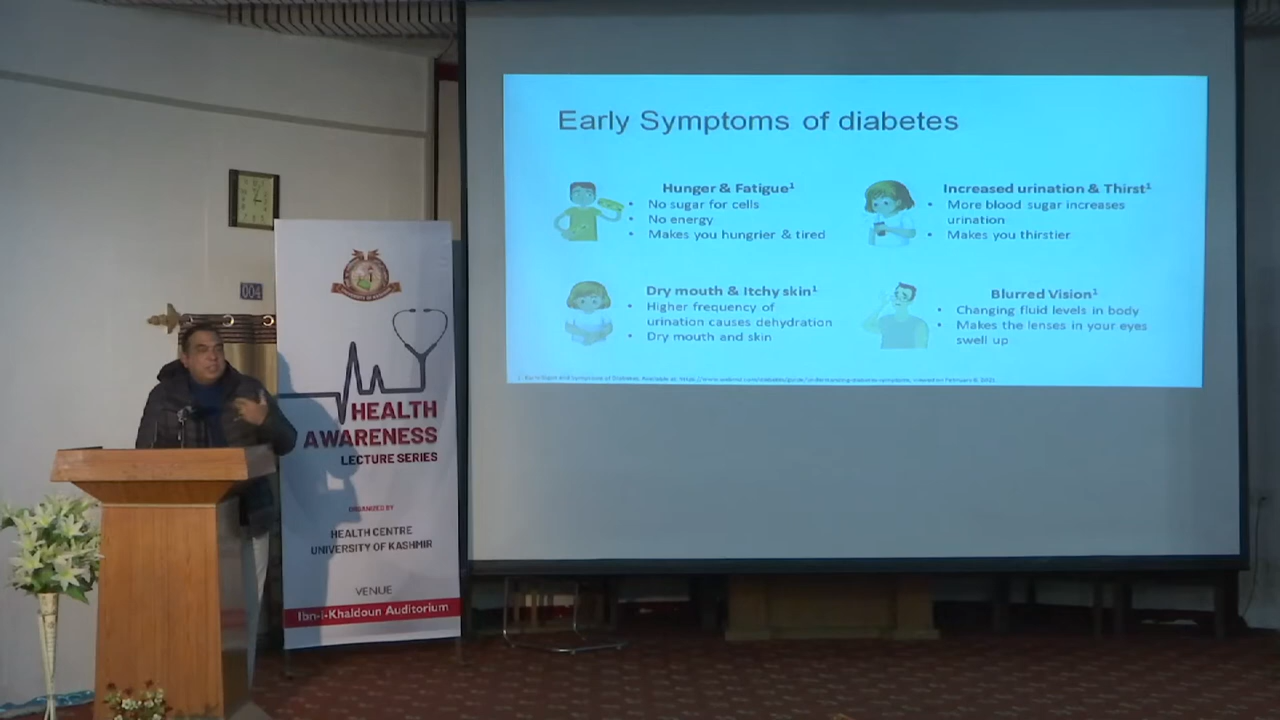 Early Symptoms of diabetes
Hunger & Fatigue¹
• No sugar for cells
• No energy
• Makes you hungrier & tired
Increased urination & Thirst¹
• More blood sugar increases
urination
• Makes you thirstier
Dry mouth & Itchy skin¹
• Higher frequency of
urination causes dehydration
• Dry mouth and skin
Blurred Vision¹
• Changing fluid levels in body
• Makes the lenses in your eyes
swell up
004
HEALTH
AWARENESS
LECTURE SERIES
ORGANIZED BY
HEALTH CENTRE
UNIVERSITY OF KASHMIR
VENUE
Ibn-i-Khaldoun Auditorium